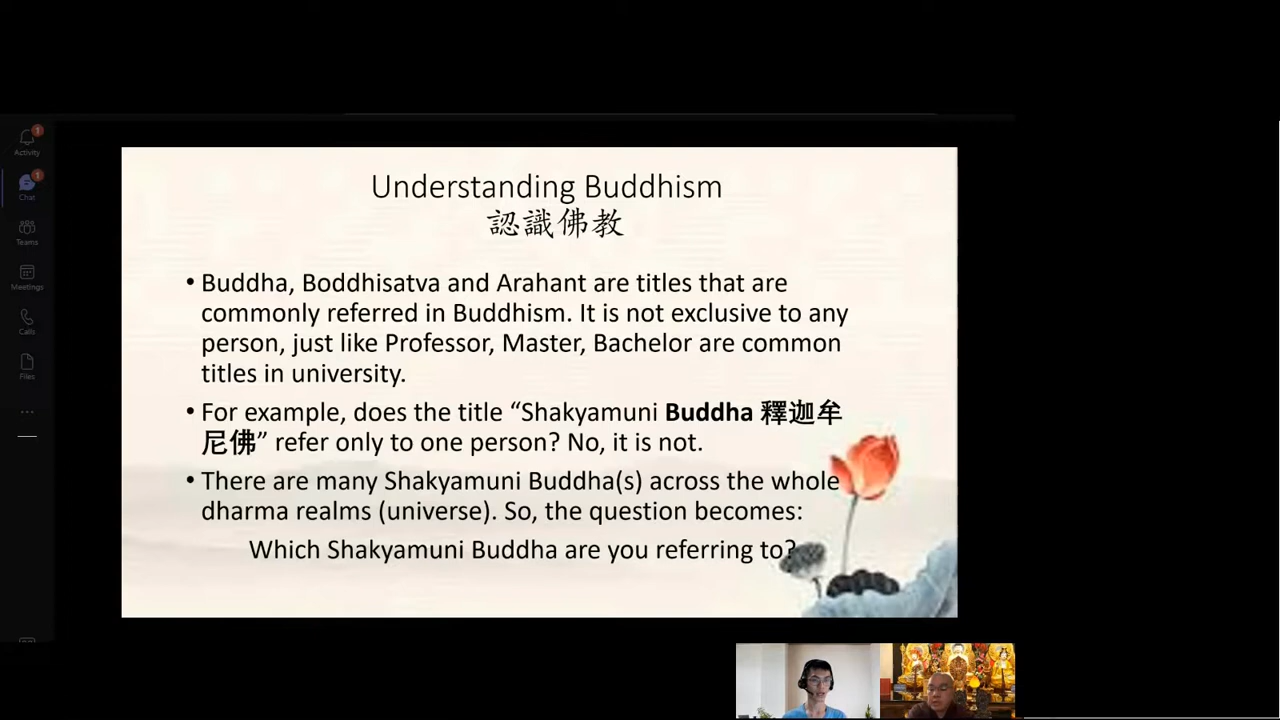 Activity
Chat
Teams
Meetings
Calls
Files
...
1
1
Understanding Buddhism
認識佛教
• Buddha, Boddhisatva and Arahant are titles that are
commonly referred in Buddhism. It is not exclusive to any
person, just like Professor, Master, Bachelor are common
titles in university.
• For example, does the title “Shakyamuni Buddha 釋迦牟
尼佛” refer only to one person? No, it is not.
• There are many Shakyamuni Buddha(s) across the whole
dharma realms (universe). So, the question becomes:
Which Shakyamuni Buddha are you referring to?